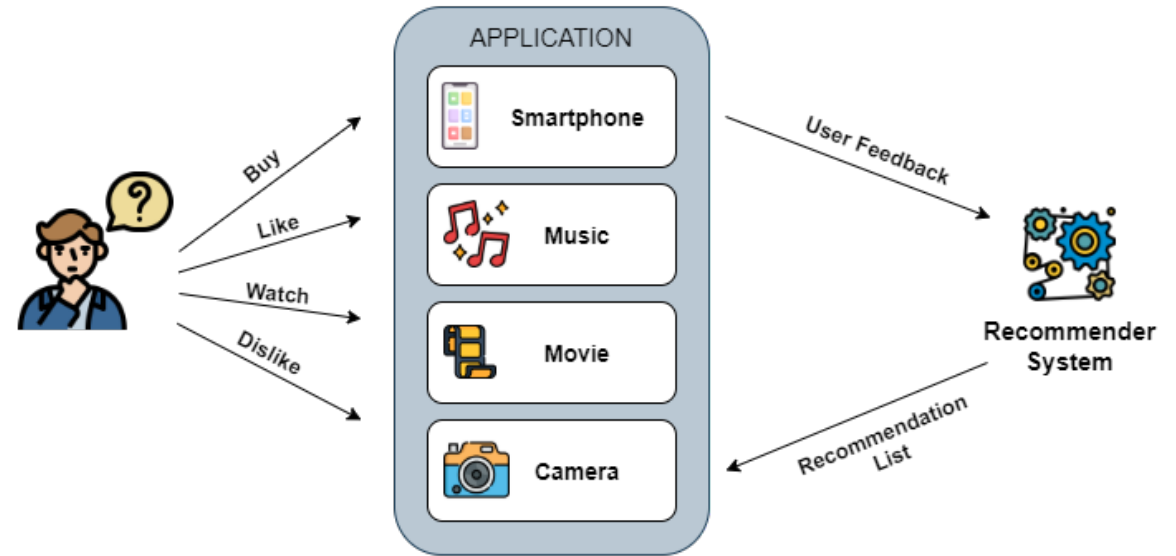 APPLICATION
Smartphone
Music
Movie
Camera
Buy
Like
Watch
Dislike
?
User Feedback
Recommender
System
Recommendation
List